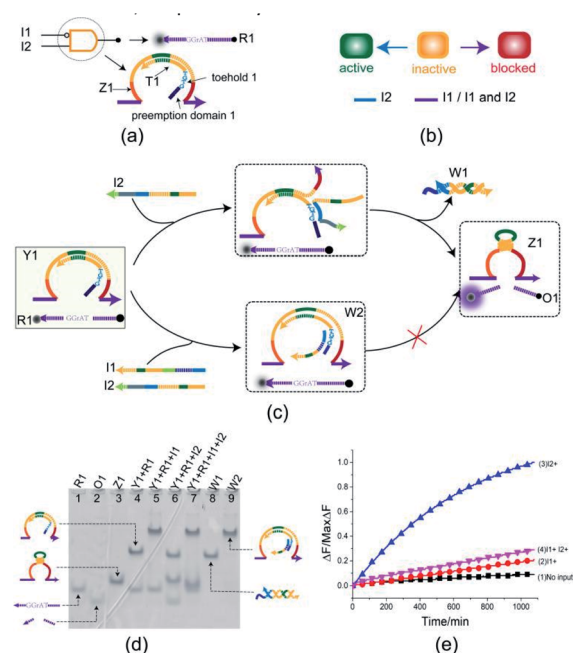 I1
I2
GGrAT
R1
Z1
T1
toehold 1
preemption domain 1
(a)
active
inactive
blocked
I2
I1 / I1 and I2
(b)
I2
W1
Y1
R1
GGrAT
GGrAT
Z1
O1
W2
I1
I2
GGrAT
(c)
R1
O1
Z1
Y1+R1
Y1+R1+I1
Y1+R1+I2
Y1+R1+I1+I2
W1
W2
1 2 3 4 5 6 7 8 9
GGrAT
(d)
ΔF/MaxΔF
1.0
0.8
0.6
0.4
0.2
0.0
0 200 400 600 800 1000
Time/min
(3)I2+
(4)I1+ I2+
(2)I1+
(1)No input
(e)